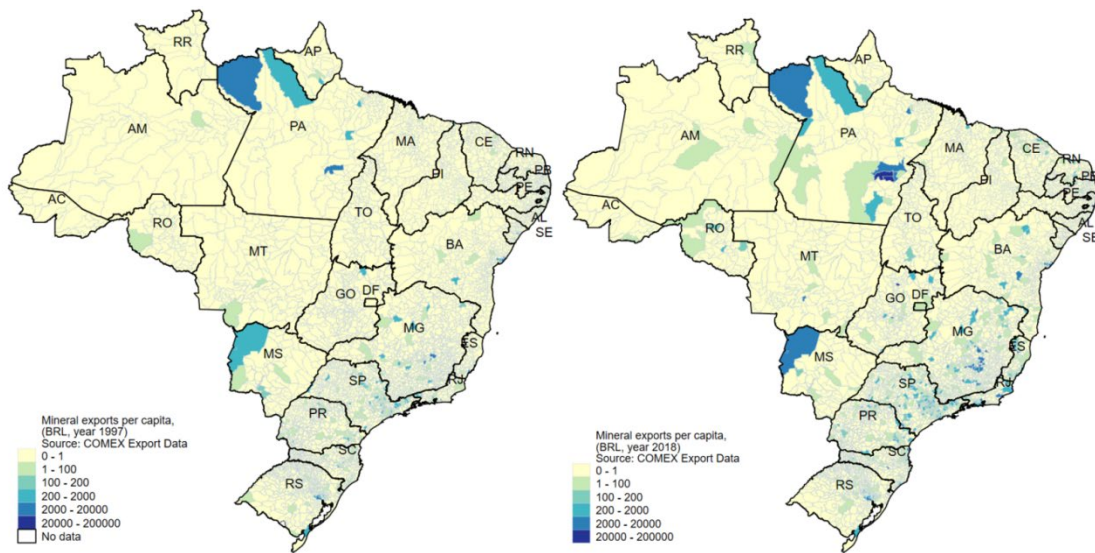 RR
AP
AM
PA
MA
CE
RN
PB
PI
PE
AC
AL
TO
SE
RO
BA
MT
GO
DF
MG
ES
MS
SP
RJ
PR
SC
RS
Mineral exports per capita,
(BRL, year 1997)
Source: COMEX Export Data
0 - 1
1 - 100
100 - 200
200 - 2000
2000 - 20000
20000 - 200000
No data
RR
AP
AM
PA
MA
CE
RN
PB
PI
PE
AC
AL
TO
SE
RO
BA
MT
GO
DF
MG
ES
MS
SP
RJ
PR
SC
RS
Mineral exports per capita,
(BRL, year 2018)
Source: COMEX Export Data
0 - 1
1 - 100
100 - 200
200 - 2000
2000 - 20000
20000 - 200000